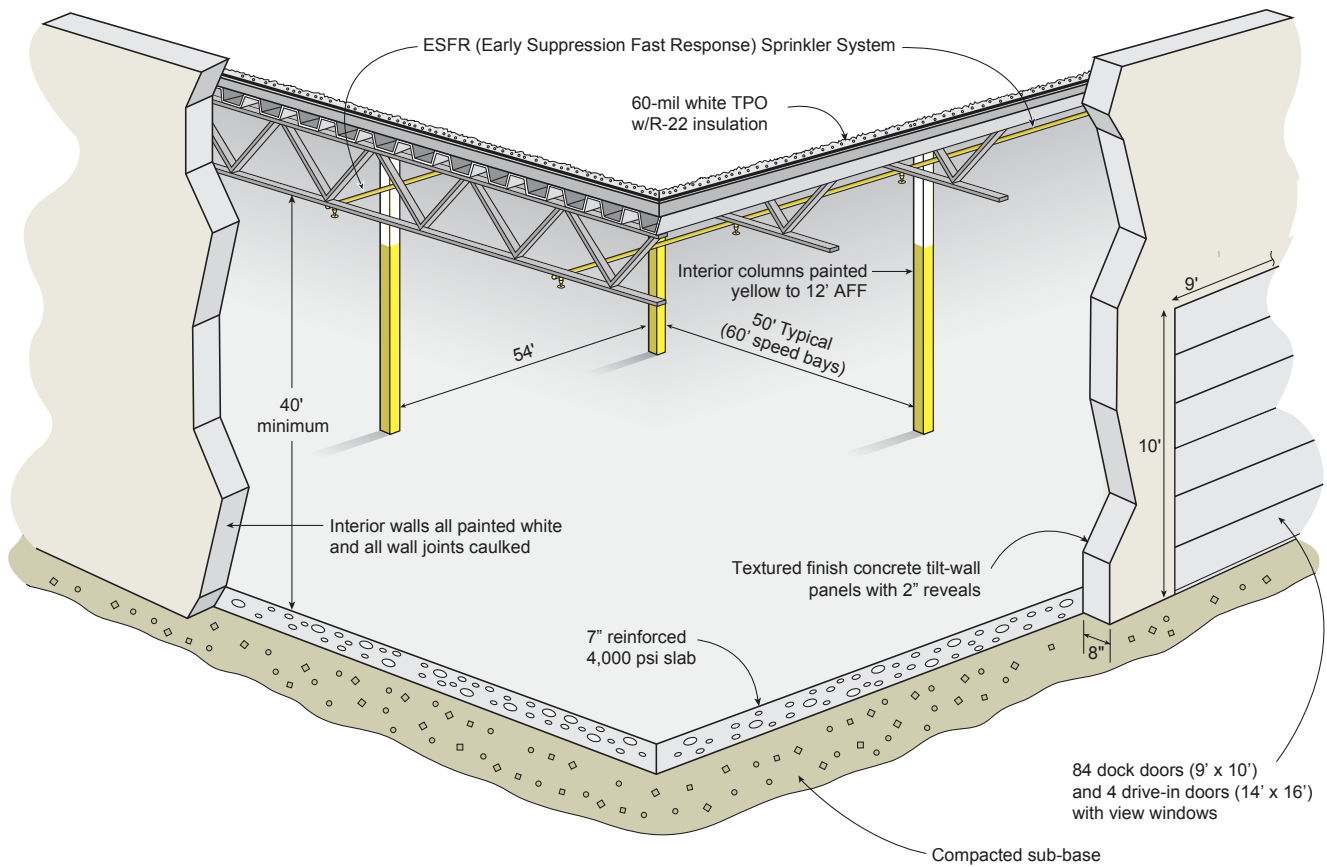 ESFR (Early Suppression Fast Response) Sprinkler System
60-mil white TPO
w/R-22 insulation
Interior columns painted
yellow to 12’ AFF
9'
54'
50' Typical
(60’ speed bays)
40'
minimum
10'
Interior walls all painted white
and all wall joints caulked
Textured finish concrete tilt-wall
panels with 2” reveals
7” reinforced
4,000 psi slab
8"
84 dock doors (9’ x 10’)
and 4 drive-in doors (14’ x 16’)
with view windows
Compacted sub-base